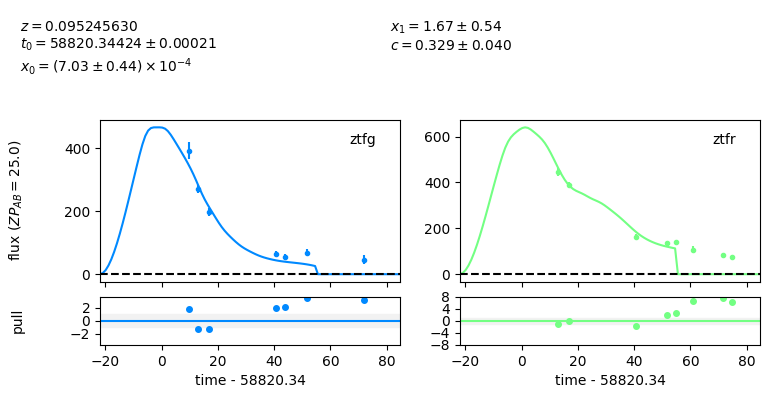 z = 0.095245630
t₀ = 58820.34424 ± 0.00021
x₀ = (7.03 ± 0.44) × 10⁻⁴
x₁ = 1.67 ± 0.54
c = 0.329 ± 0.040
flux (ZP_AB = 25.0)
400
200
0
ztfg
600
400
200
0
ztfr
pull
2
0
−2
−20 0 20 40 60 80
time - 58820.34
8
4
0
−4
−8
−20 0 20 40 60 80
time - 58820.34